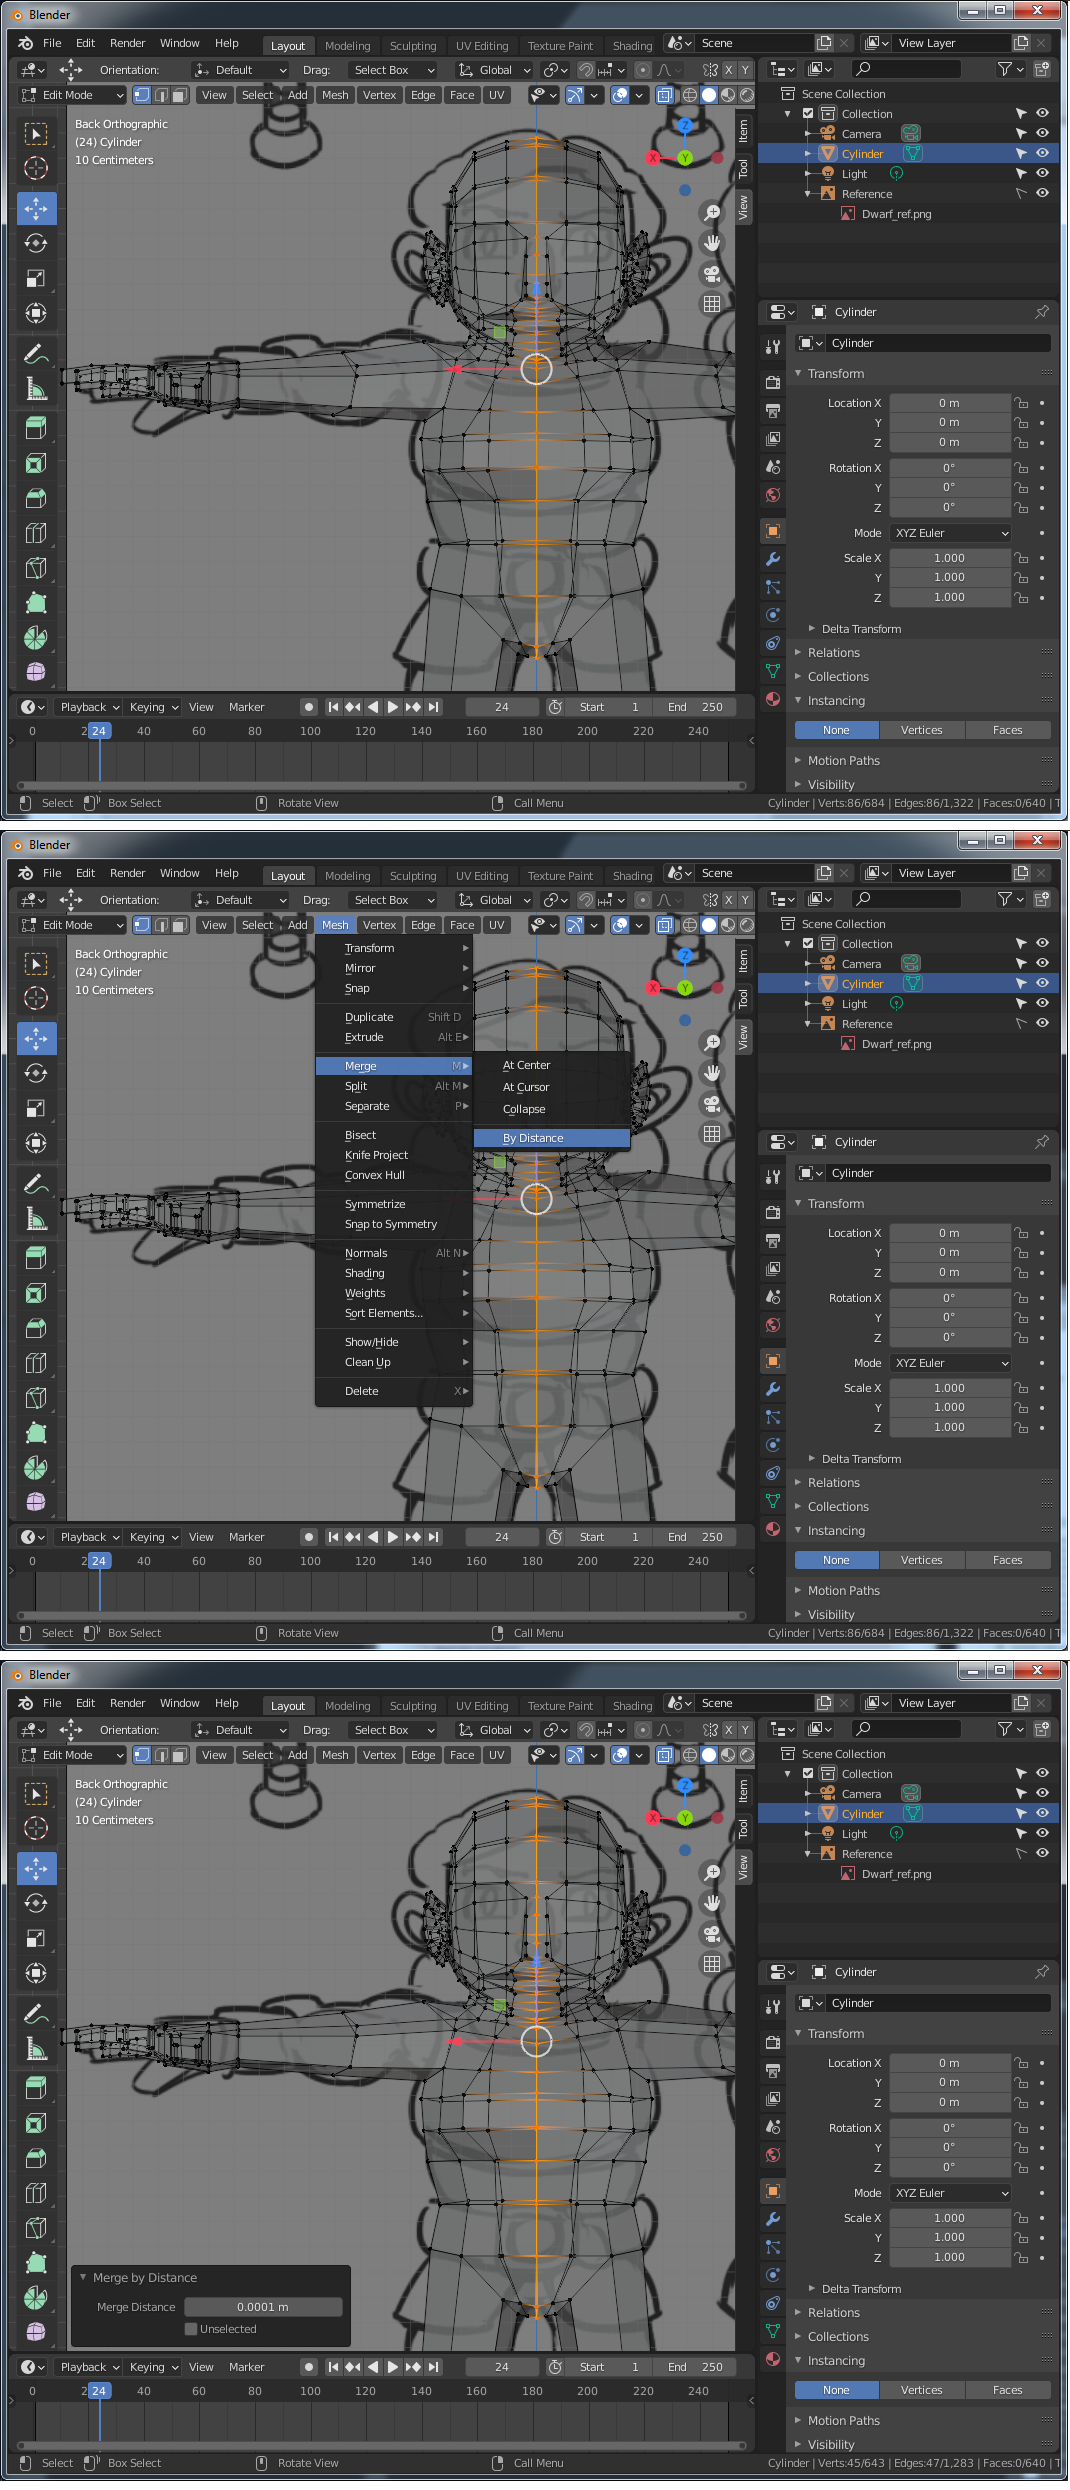 Blender
File Edit Render Window Help Layout Modeling Sculpting UV Editing Texture Paint Shading Scene View Layer
Orientation: Default Drag: Select Box Global X Y
Edit Mode View Select Add Mesh Vertex Edge Face UV
Back Orthographic
(24) Cylinder
10 Centimeters
Z
X
Y
Item
Tool
View
Scene Collection
Collection
Camera
Cylinder
Light
Reference
Dwarf_ref.png
Cylinder
Cylinder
Transform
Location X 0 m
Y 0 m
Z 0 m
Rotation X 0°
Y 0°
Z 0°
Mode XYZ Euler
Scale X 1.000
Y 1.000
Z 1.000
Delta Transform
Relations
Collections
Instancing
None Vertices Faces
Motion Paths
Visibility
Playback Keying View Marker 24 Start 1 End 250
0 2 24 40 60 80 100 120 140 160 180 200 220 240
Select Box Select Rotate View Call Menu Cylinder | Verts:86/684 | Edges:86/1,322 | Faces:0/640 | T
Blender
File Edit Render Window Help Layout Modeling Sculpting UV Editing Texture Paint Shading Scene View Layer
Orientation: Default Drag: Select Box Global X Y
Edit Mode View Select Add Mesh Vertex Edge Face UV
Back Orthographic
(24) Cylinder
10 Centimeters
Transform
Mirror
Snap
Duplicate Shift D
Extrude Alt E
Merge M
Split Alt M
Separate P
Bisect
Knife Project
Convex Hull
Symmetrize
Snap to Symmetry
Normals Alt N
Shading
Weights
Sort Elements...
Show/Hide
Clean Up
Delete X
At Center
At Cursor
Collapse
By Distance
Z
X
Y
Item
Tool
View
Scene Collection
Collection
Camera
Cylinder
Light
Reference
Dwarf_ref.png
Cylinder
Cylinder
Transform
Location X 0 m
Y 0 m
Z 0 m
Rotation X 0°
Y 0°
Z 0°
Mode XYZ Euler
Scale X 1.000
Y 1.000
Z 1.000
Delta Transform
Relations
Collections
Instancing
None Vertices Faces
Motion Paths
Visibility
Playback Keying View Marker 24 Start 1 End 250
0 2 24 40 60 80 100 120 140 160 180 200 220 240
Select Box Select Rotate View Call Menu Cylinder | Verts:86/684 | Edges:86/1,322 | Faces:0/640 | T
Blender
File Edit Render Window Help Layout Modeling Sculpting UV Editing Texture Paint Shading Scene View Layer
Orientation: Default Drag: Select Box Global X Y
Edit Mode View Select Add Mesh Vertex Edge Face UV
Back Orthographic
(24) Cylinder
10 Centimeters
Z
X
Y
Item
Tool
View
Merge by Distance
Merge Distance 0.0001 m
Unselected
Scene Collection
Collection
Camera
Cylinder
Light
Reference
Dwarf_ref.png
Cylinder
Cylinder
Transform
Location X 0 m
Y 0 m
Z 0 m
Rotation X 0°
Y 0°
Z 0°
Mode XYZ Euler
Scale X 1.000
Y 1.000
Z 1.000
Delta Transform
Relations
Collections
Instancing
None Vertices Faces
Motion Paths
Visibility
Playback Keying View Marker 24 Start 1 End 250
0 2 24 40 60 80 100 120 140 160 180 200 220 240
Select Box Select Rotate View Call Menu Cylinder | Verts:45/643 | Edges:47/1,283 | Faces:0/640 | T